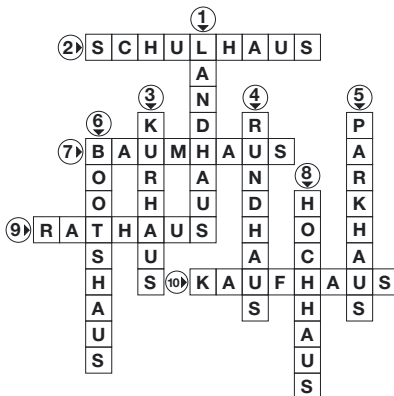 1 LANDHAUS
2 SCHULHAUS
3 KURHAUS
4 RUNDHAUS
5 PARKHAUS
6 BOOTSHAUS
7 BAUMHAUS
8 HOCHHAUS
9 RATHAUS
10 KAUFHAUS